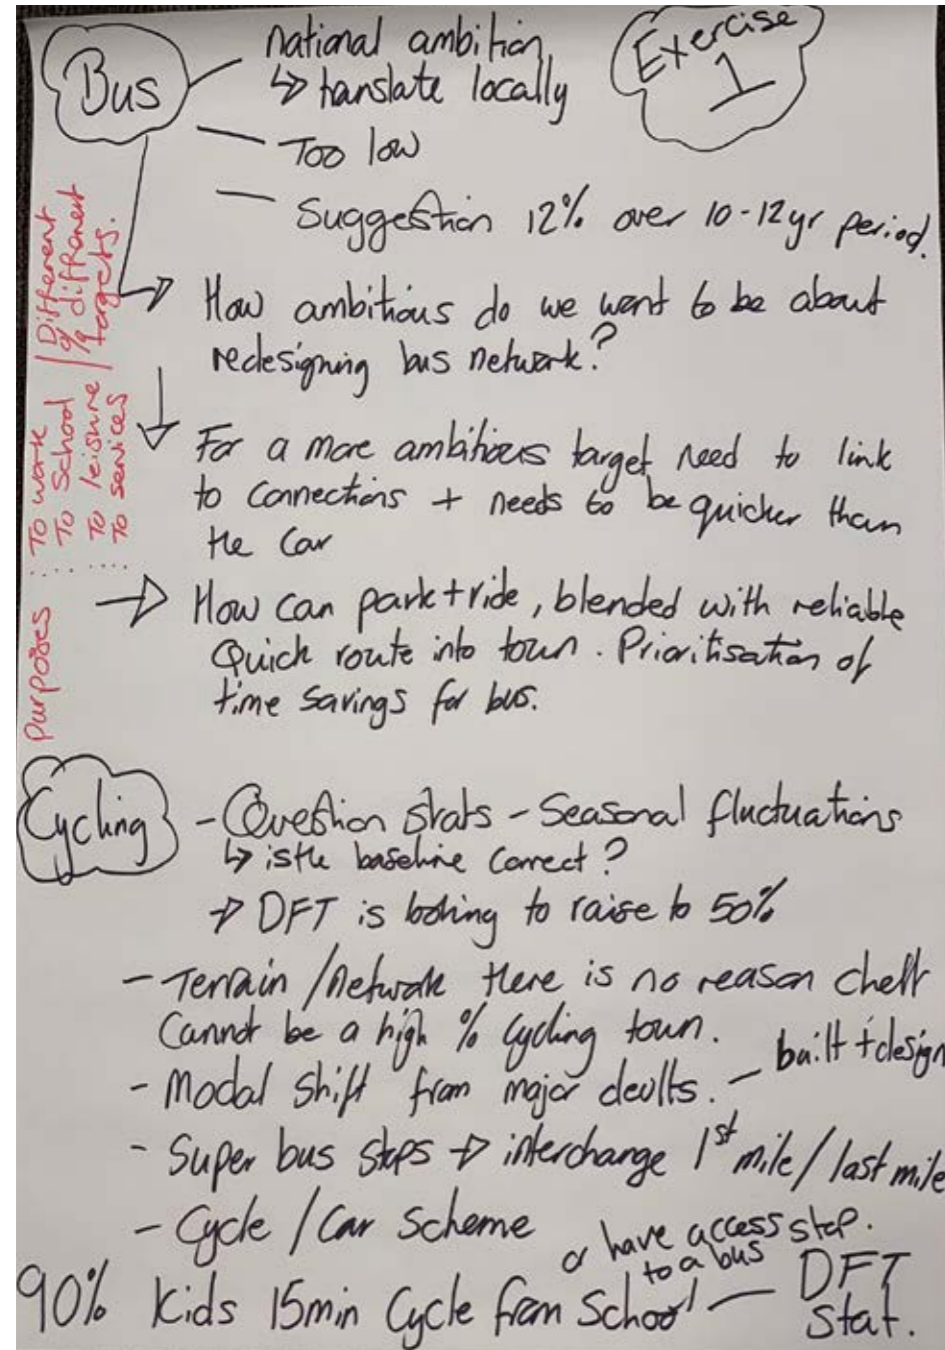 Exercise
1
Bus
national ambition
↳ translate locally
— Too low
— Suggestion 12% over 10-12yr period.
→ How ambitious do we want to be about
redesigning bus network?
→ For a more ambitious target need to link
to connections + needs to be quicker than
the car
→ How can park+ride, blended with reliable
Quick route into town. Prioritisation of
time savings for bus.
Purposes
To work
To School
To leisure
To services
Different
% different
targets.
Cycling
- Question stats - Seasonal fluctuations
↳ is the baseline correct?
→ DFT is looking to raise to 50%
- Terrain / Network there is no reason chelt
Cannot be a high % cycling town.
- Modal shift from major devlts. - built + design
- Super bus stops → interchange 1st mile / last mile
- Cycle / Car Scheme
or have access stop.
to a bus
90% Kids 15min Cycle from School — DFT
Stat.